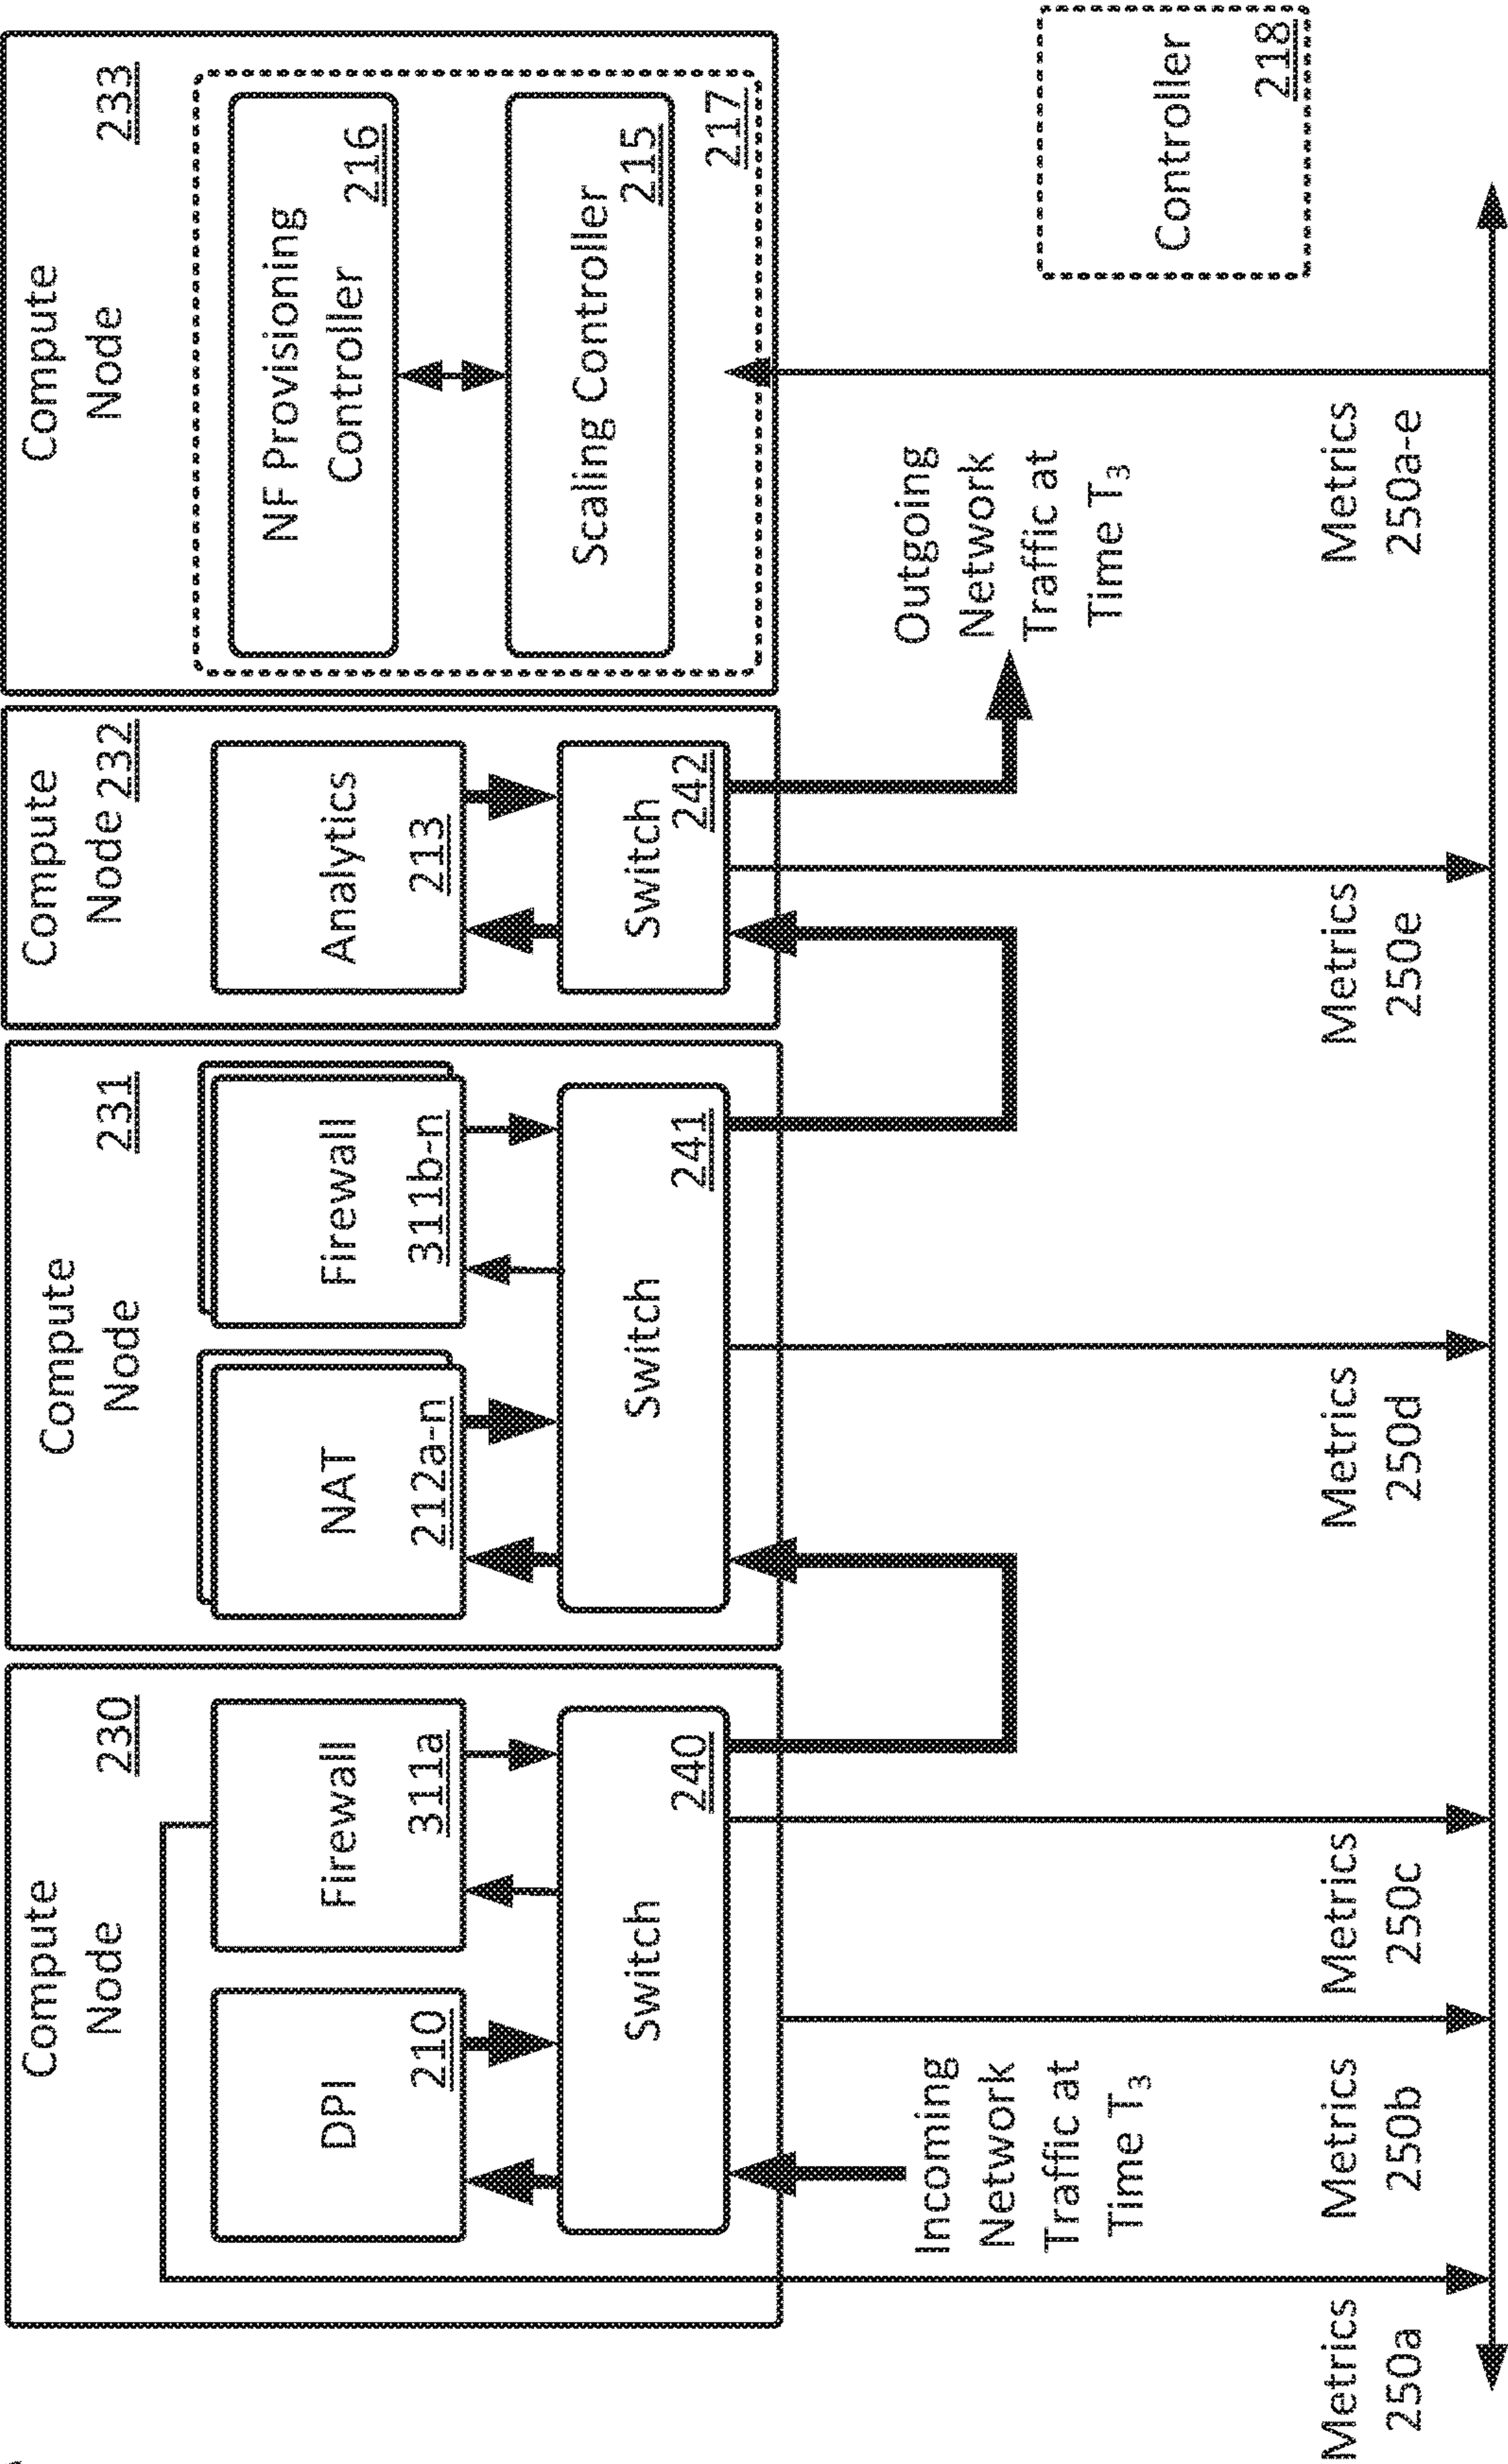 Compute
Node
230
DPI
210
Firewall
311a
Switch
240
Compute
Node
231
NAT
212a-n
Firewall
311b-n
Switch
241
Compute
Node 232
Analytics
213
Switch
242
Compute
Node
233
NF Provisioning
Controller
216
Scaling Controller
215
217
Incoming
Network
Traffic at
Time T₃
Outgoing
Network
Traffic at
Time T₃
Controller
218
Metrics
250a
Metrics
250b
Metrics
250c
Metrics
250d
Metrics
250e
Metrics
250a-e